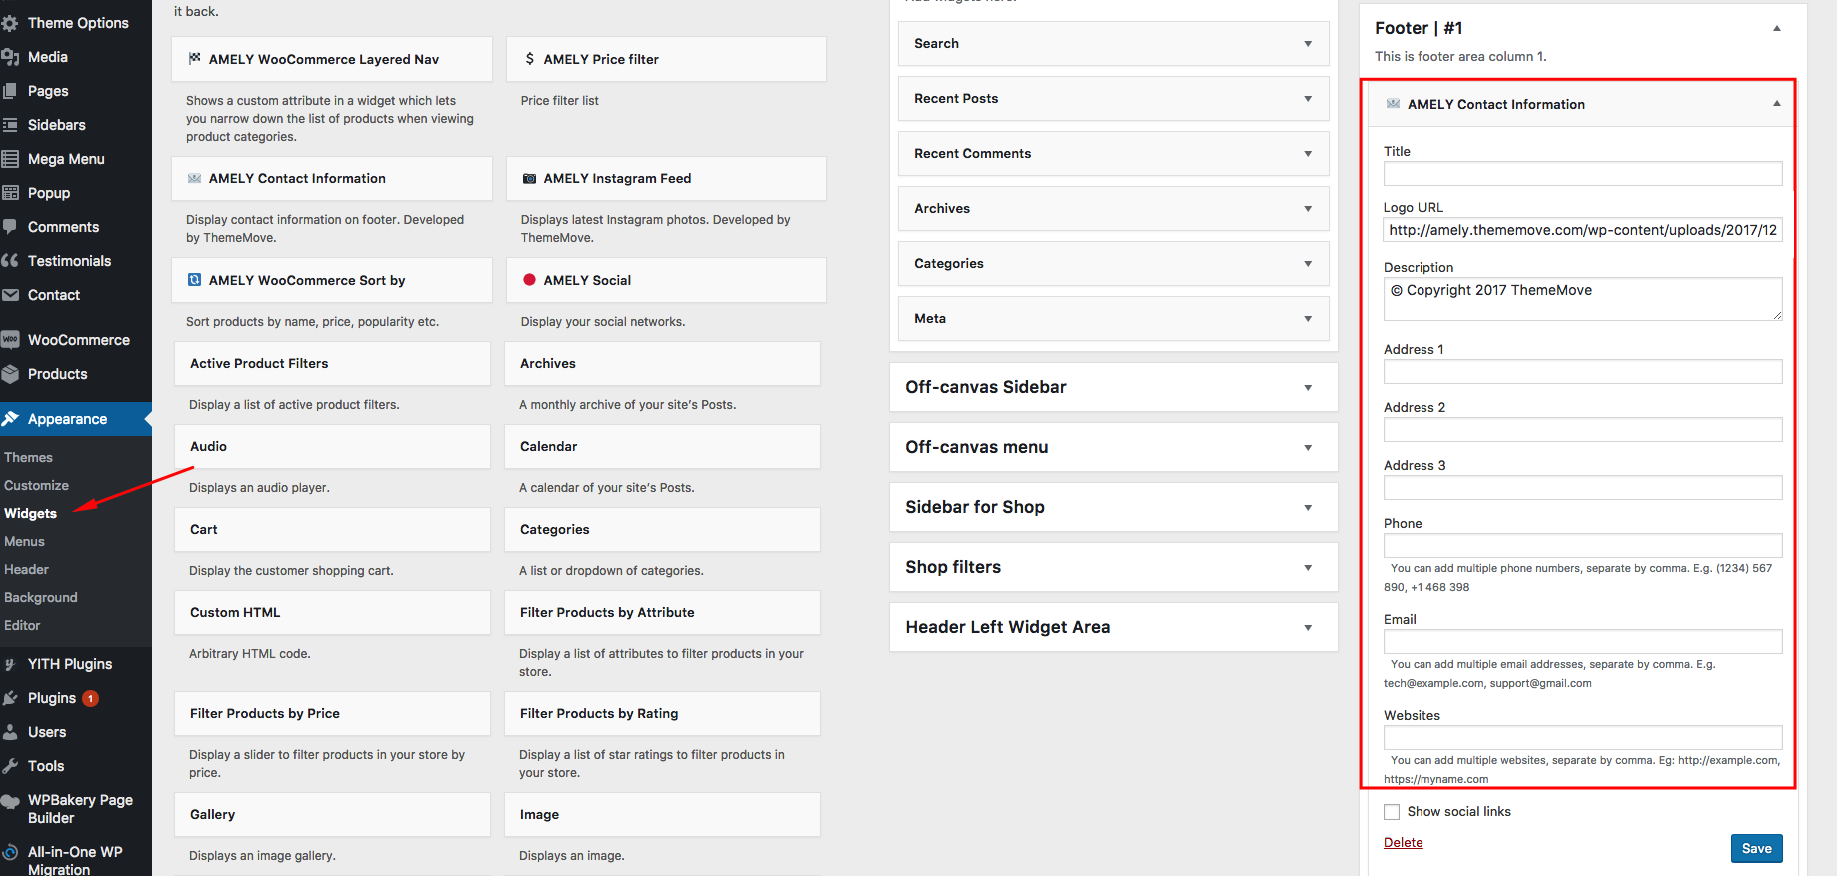 Theme Options
Media
Pages
Sidebars
Mega Menu
Popup
Comments
Testimonials
Contact
WooCommerce
Products
Appearance
Themes
Customize
Widgets
Menus
Header
Background
Editor
YITH Plugins
Plugins 1
Users
Tools
WPBakery Page
Builder
All-in-One WP
Migration
it back.
AMELY WooCommerce Layered Nav
Shows a custom attribute in a widget which lets
you narrow down the list of products when viewing
product categories.
AMELY Price filter
Price filter list
AMELY Contact Information
Display contact information on footer. Developed
by ThemeMove.
AMELY Instagram Feed
Displays latest Instagram photos. Developed by
ThemeMove.
AMELY WooCommerce Sort by
Sort products by name, price, popularity etc.
AMELY Social
Display your social networks.
Active Product Filters
Display a list of active product filters.
Archives
A monthly archive of your site's Posts.
Audio
Displays an audio player.
Calendar
A calendar of your site's Posts.
Cart
Display the customer shopping cart.
Categories
A list or dropdown of categories.
Custom HTML
Arbitrary HTML code.
Filter Products by Attribute
Display a list of attributes to filter products in your
store.
Filter Products by Price
Display a slider to filter products in your store by
price.
Filter Products by Rating
Display a list of star ratings to filter products in
your store.
Gallery
Displays an image gallery.
Image
Displays an image.
Search
Recent Posts
Recent Comments
Archives
Categories
Meta
Off-canvas Sidebar
Off-canvas menu
Sidebar for Shop
Shop filters
Header Left Widget Area
Footer | #1
This is footer area column 1.
AMELY Contact Information
Title
Logo URL
http://amely.thememove.com/wp-content/uploads/2017/12
Description
© Copyright 2017 ThemeMove
Address 1
Address 2
Address 3
Phone
You can add multiple phone numbers, separate by comma. E.g. (1234) 567
890, +1468 398
Email
You can add multiple email addresses, separate by comma. E.g.
tech@example.com, support@gmail.com
Websites
You can add multiple websites, separate by comma. Eg: http://example.com,
https://myname.com
Show social links
Delete
Save